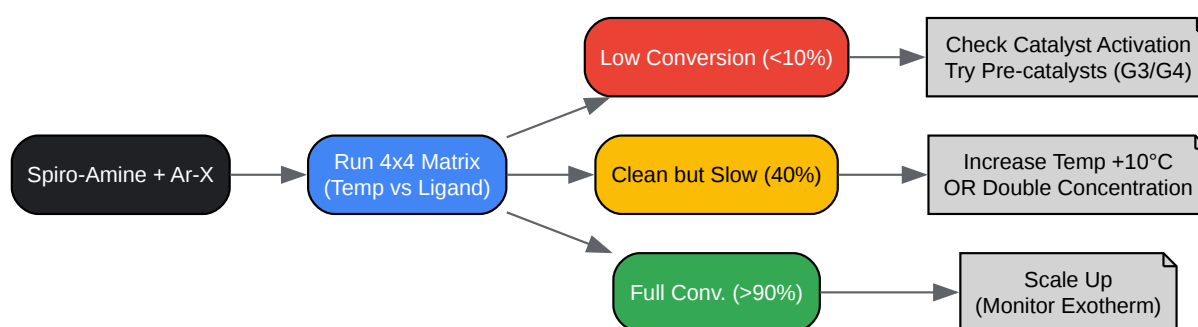 Low Conversion (<10%)
Check Catalyst Activation
Try Pre-catalysts (G3/G4)
Spiro-Amine + Ar-X
Run 4x4 Matrix
(Temp vs Ligand)
Clean but Slow (40%)
Increase Temp +10°C
OR Double Concentration
Full Conv. (>90%)
Scale Up
(Monitor Exotherm)